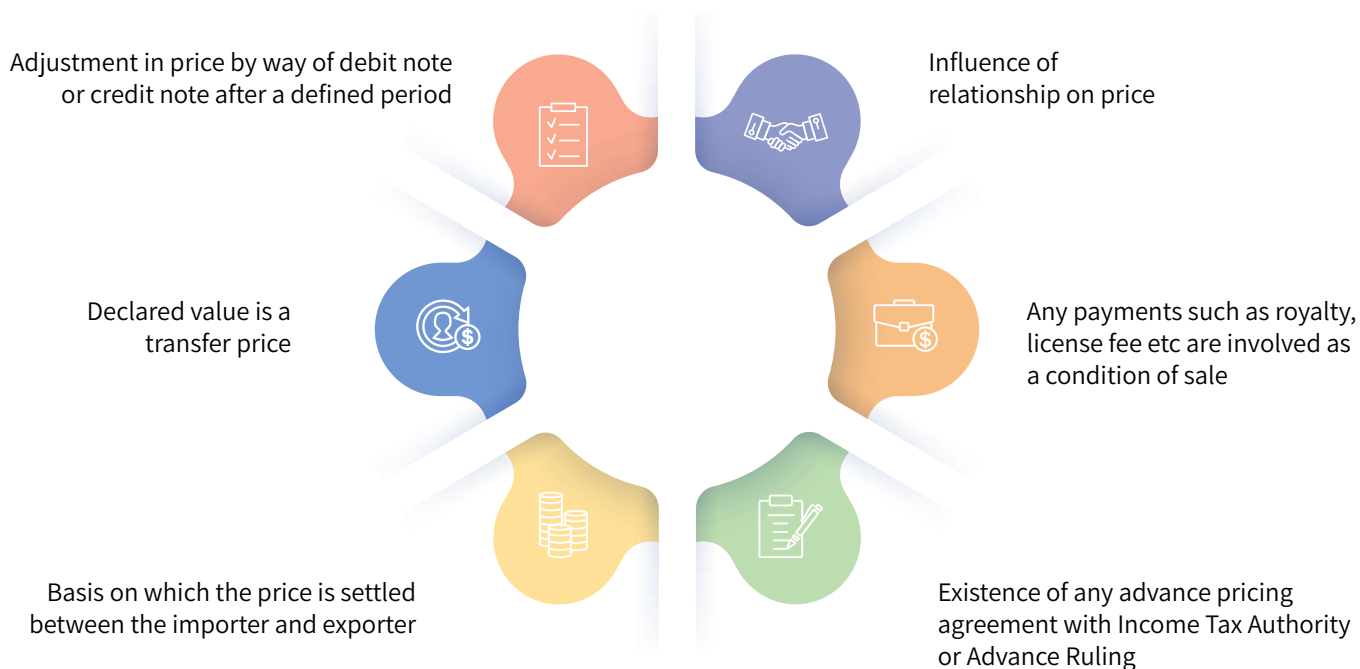 Adjustment in price by way of debit note
or credit note after a defined period
Influence of
relationship on price
Declared value is a
transfer price
Any payments such as royalty,
license fee etc are involved as
a condition of sale
Basis on which the price is settled
between the importer and exporter
Existence of any advance pricing
agreement with Income Tax Authority
or Advance Ruling